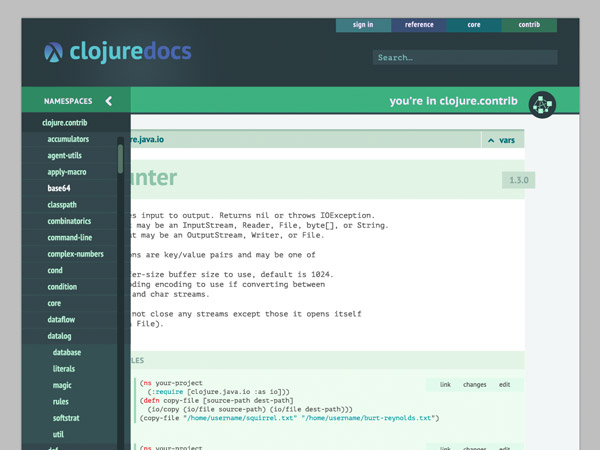 sign in
reference
core
contrib
clojuredocs
Search...
NAMESPACES
you're in clojure.contrib
clojure.contrib
accumulators
agent-utils
apply-macro
base64
classpath
combinatorics
command-line
complex-numbers
cond
condition
core
dataflow
datalog
database
literals
magic
rules
softstrat
util
re.java.io
vars
unter
1.3.0
es input to output. Returns nil or throws IOException.
t may be an InputStream, Reader, File, byte[], or String.
ut may be an OutputStream, Writer, or File.
ons are key/value pairs and may be one of
er-size buffer size to use, default is 1024.
ding encoding to use if converting between
and char streams.
not close any streams except those it opens itself
File).
LES
link changes edit
(ns your-project
(:require [clojure.java.io :as io]))
(defn copy-file [source-path dest-path]
(io/copy (io/file source-path) (io/file dest-path)))
(copy-file "/home/username/squirrel.txt" "/home/username/burt-reynolds.txt")
(ns your-project
link changes edit